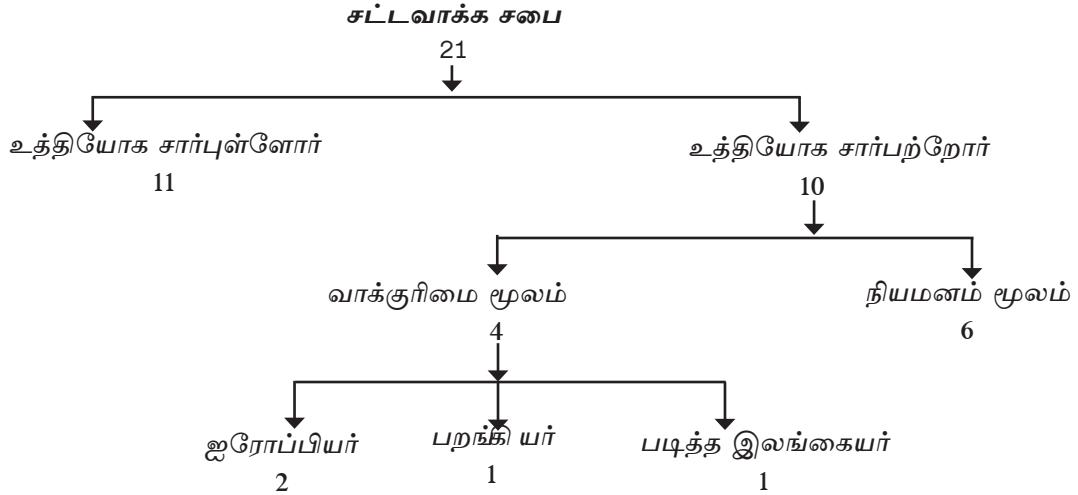 சட்டவாக்க சபை
21
உத்தியோக சார்புள்ளோர்
11
உத்தியோக சார்பற்றோர்
10
வாக்குரிமை மூலம்
4
நியமனம் மூலம்
6
ஐரோப்பியர்
2
பறங்கி யர்
1
படித்த இலங்கையர்
1